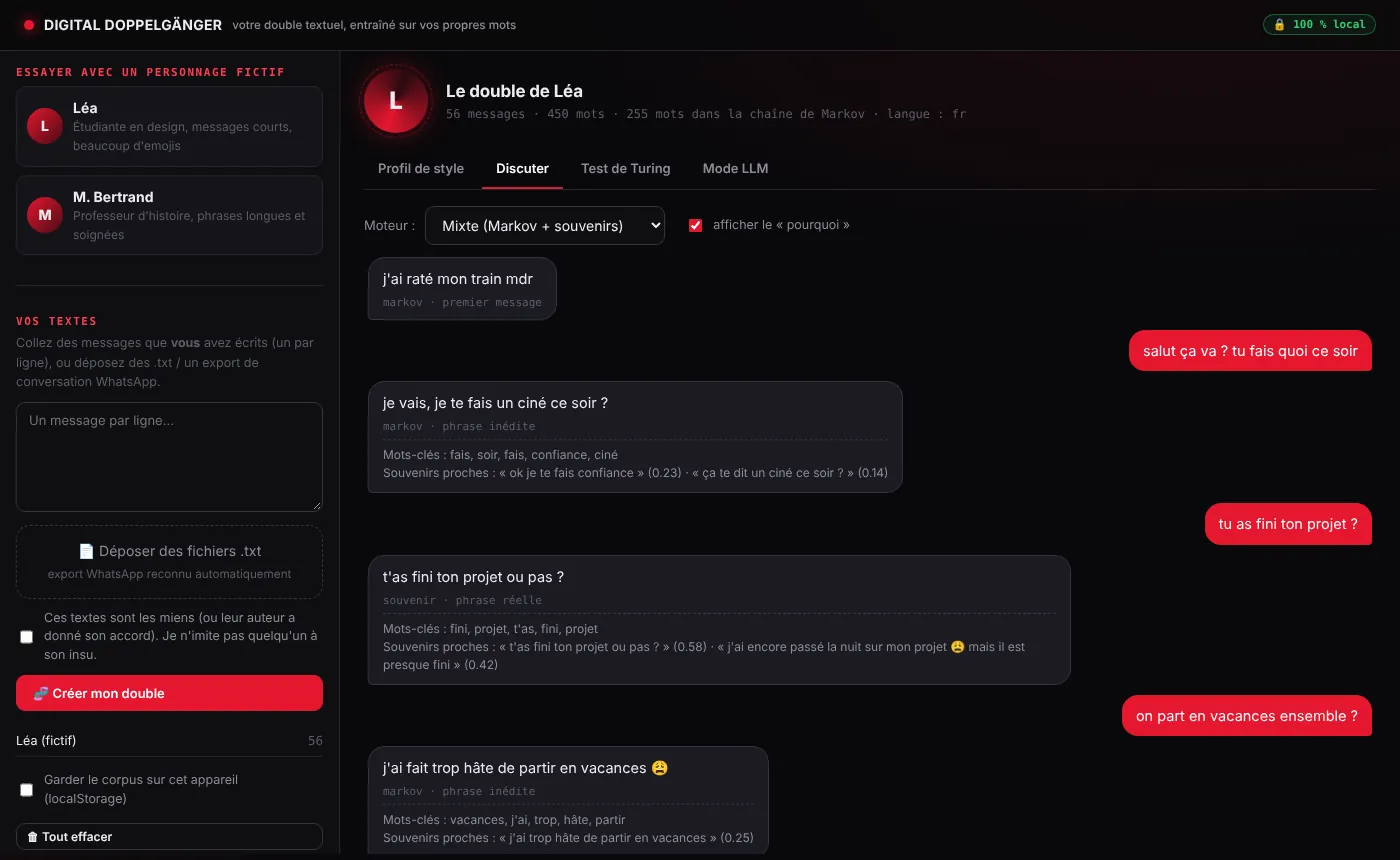 DIGITAL DOPPELGÄNGER votre double textuel, entraîné sur vos propres mots
🔒 100 % local
ESSAYER AVEC UN PERSONNAGE FICTIF
L
Léa
Étudiante en design, messages courts,
beaucoup d'emojis
M
M. Bertrand
Professeur d'histoire, phrases longues et
soignées
VOS TEXTES
Collez des messages que vous avez écrits (un par
ligne), ou déposez des .txt / un export de
conversation WhatsApp.
Un message par ligne...
📄 Déposer des fichiers .txt
export WhatsApp reconnu automatiquement
Ces textes sont les miens (ou leur auteur a
donné son accord). Je n'imite pas quelqu'un à
son insu.
🧬 Créer mon double
Léa (fictif) 56
Garder le corpus sur cet appareil
(localStorage)
🗑 Tout effacer
L
Le double de Léa
56 messages · 450 mots · 255 mots dans la chaîne de Markov · langue : fr
Profil de style Discuter Test de Turing Mode LLM
Moteur : Mixte (Markov + souvenirs) afficher le « pourquoi »
j'ai raté mon train mdr
markov · premier message
salut ça va ? tu fais quoi ce soir
je vais, je te fais un ciné ce soir ?
markov · phrase inédite
Mots-clés : fais, soir, fais, confiance, ciné
Souvenirs proches : « ok je te fais confiance » (0.23) · « ça te dit un ciné ce soir ? » (0.14)
tu as fini ton projet ?
t'as fini ton projet ou pas ?
souvenir · phrase réelle
Mots-clés : fini, projet, t'as, fini, projet
Souvenirs proches : « t'as fini ton projet ou pas ? » (0.58) · « j'ai encore passé la nuit sur mon projet 😩 mais il est
presque fini » (0.42)
on part en vacances ensemble ?
j'ai fait trop hâte de partir en vacances 😩
markov · phrase inédite
Mots-clés : vacances, j'ai, trop, hâte, partir
Souvenirs proches : « j'ai trop hâte de partir en vacances » (0.25)